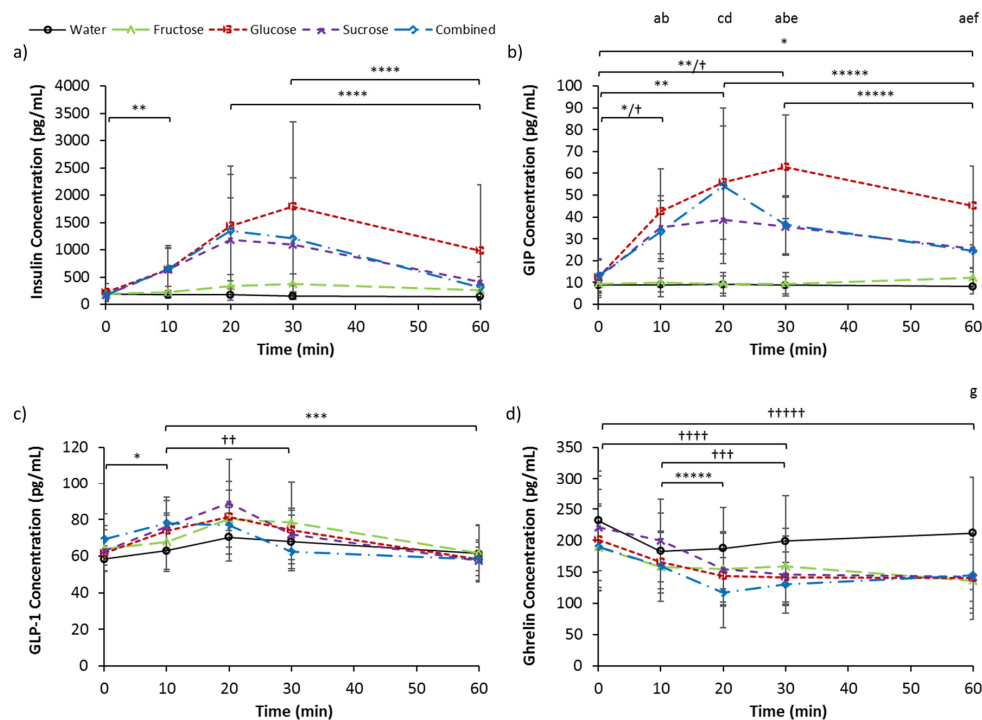 ab cd abe aef
Water Fructose Glucose Sucrose Combined
a)
****
****
**
4000
3500
3000
2500
2000
1500
1000
500
0
Insulin Concentration (pg/mL)
0 10 20 30 40 50 60
Time (min)
b)
*
**/†
** *****
*****
*/†
100
90
80
70
60
50
40
30
20
10
0
GIP Concentration (pg/mL)
0 10 20 30 40 50 60
Time (min)
c)
***
††
*
120
100
80
60
40
20
0
GLP-1 Concentration (pg/mL)
0 10 20 30 40 50 60
Time (min)
g
d)
†††††
††††
†††
*****
350
300
250
200
150
100
50
0
Ghrelin Concentration (pg/mL)
0 10 20 30 40 50 60
Time (min)